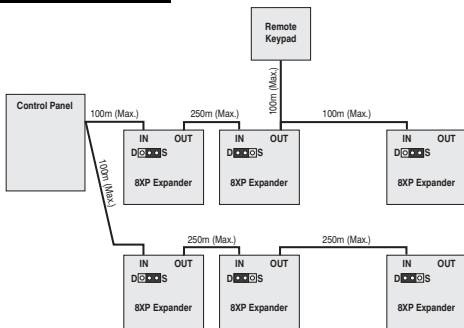 Remote
Keypad
Control Panel
100m (Max.)
250m (Max.)
100m (Max.)
100m (Max.)
IN OUT
D S
8XP Expander
IN OUT
D S
8XP Expander
IN OUT
D S
8XP Expander
100m (Max.)
250m (Max.)
250m (Max.)
IN OUT
D S
8XP Expander
IN OUT
D S
8XP Expander
IN OUT
D S
8XP Expander